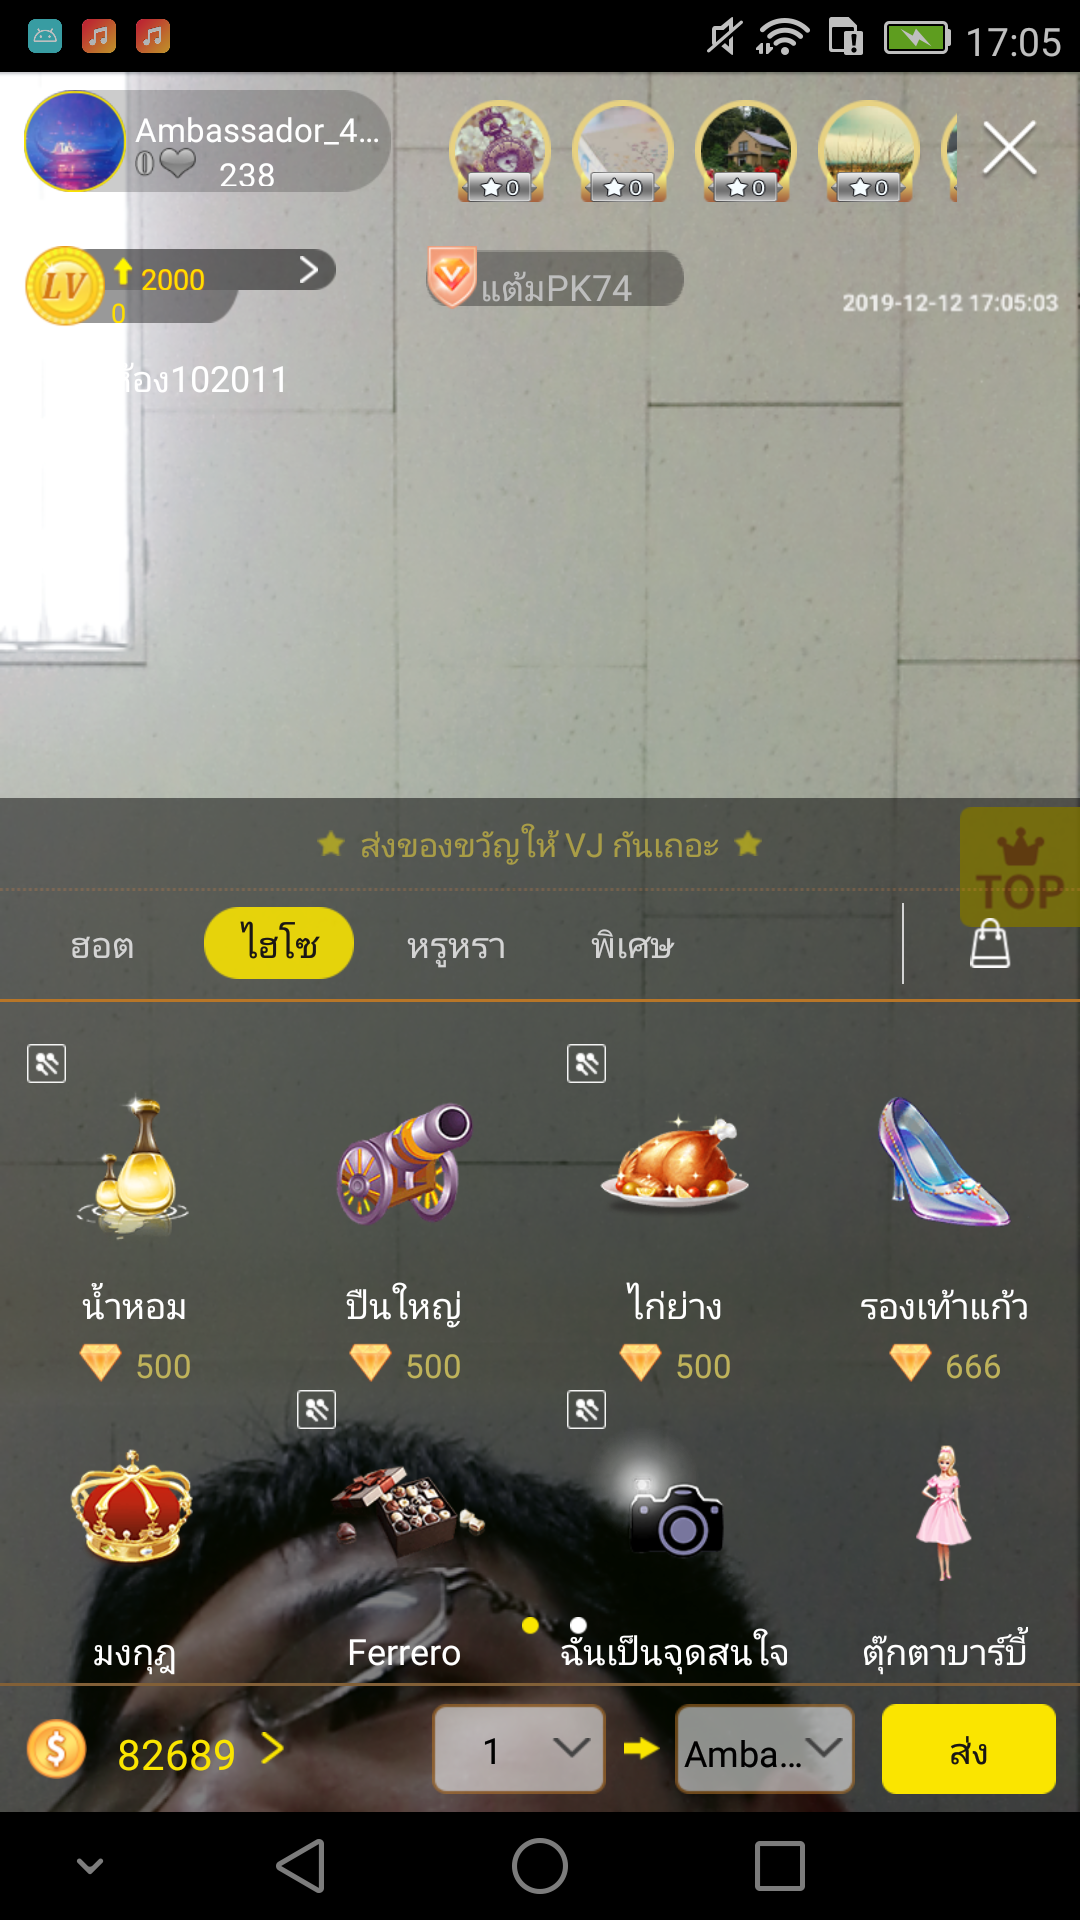 17:05
Ambassador_4...
0
238
0
0
0
0
LV
2000
0
แต้มPK74
2019-12-12 17:05:03
ห้อง102011
ส่งของขวัญให้ VJ กันเถอะ
TOP
ฮอต
ไฮโซ
หรูหรา
พิเศษ
น้ำหอม
ปืนใหญ่
ไก่ย่าง
รองเท้าแก้ว
500
500
500
666
มงกุฎ
Ferrero
ฉันเป็นจุดสนใจ
ตุ๊กตาบาร์บี้
$
82689
1
Amba...
ส่ง